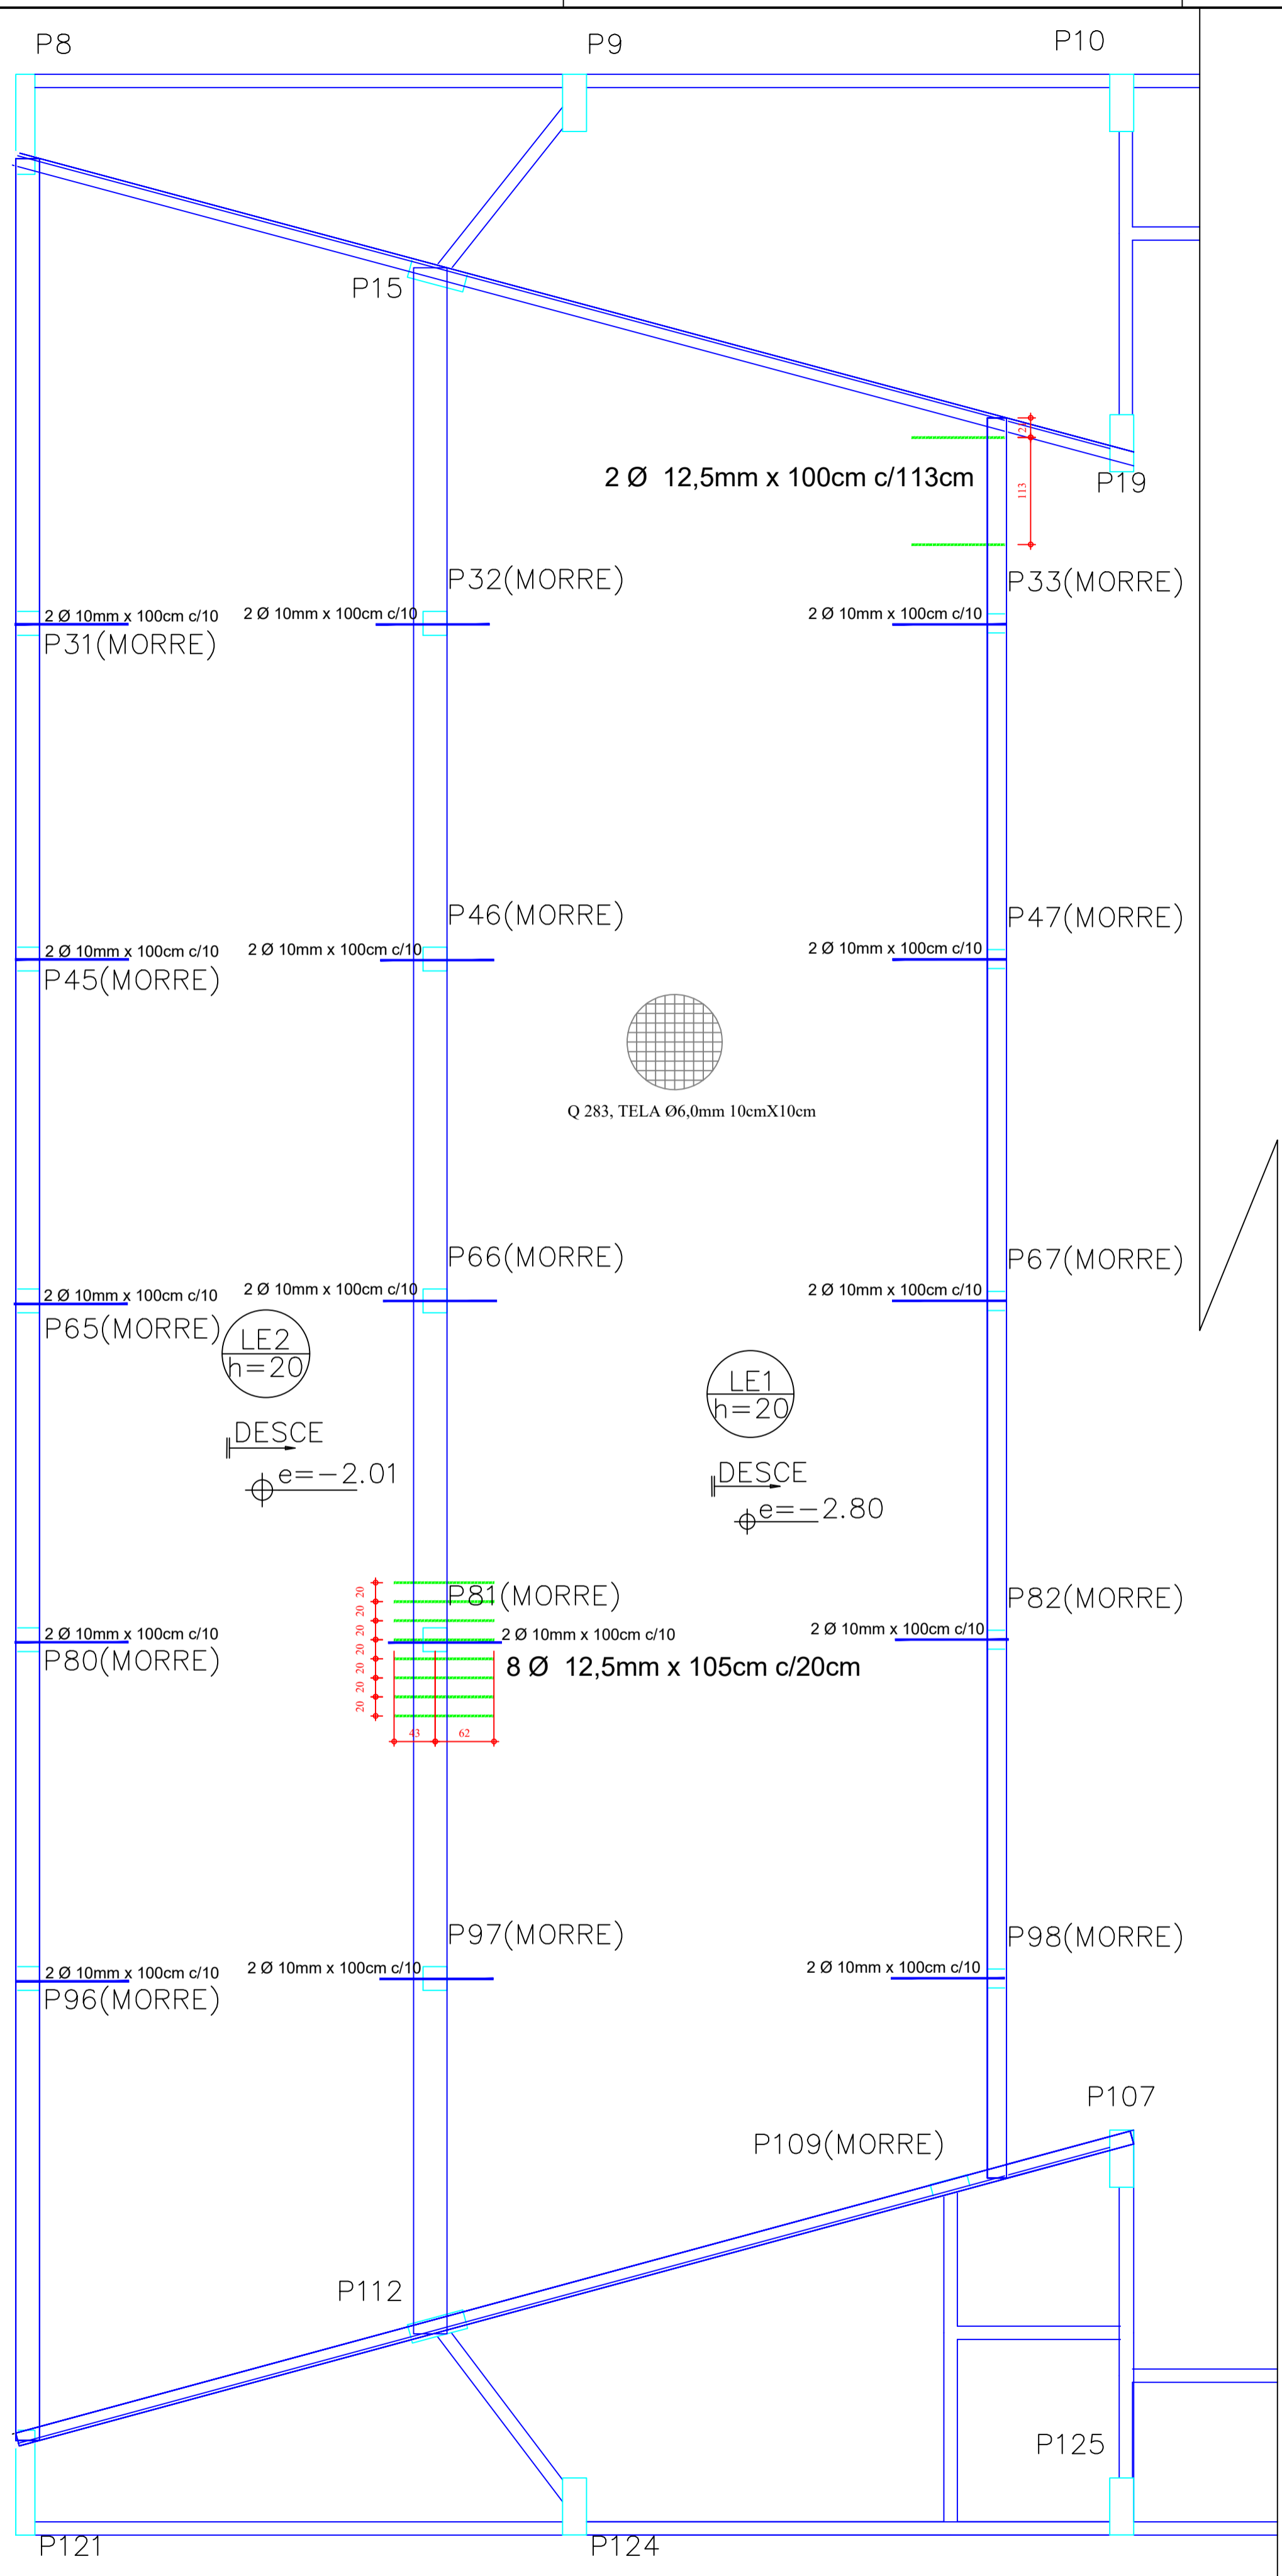 P8
P9
P10
P15
2 Ø 12,5mm x 100cm c/113cm
113
P19
P32(MORRE)
P33(MORRE)
2 Ø 10mm x 100cm c/10
2 Ø 10mm x 100cm c/10
2 Ø 10mm x 100cm c/10
P31(MORRE)
P46(MORRE)
P47(MORRE)
2 Ø 10mm x 100cm c/10
2 Ø 10mm x 100cm c/10
2 Ø 10mm x 100cm c/10
P45(MORRE)
Q 283, TELA Ø6,0mm 10cmX10cm
P66(MORRE)
P67(MORRE)
2 Ø 10mm x 100cm c/10
2 Ø 10mm x 100cm c/10
2 Ø 10mm x 100cm c/10
P65(MORRE)
LE2
h=20
LE1
h=20
DESCE
e=-2.01
DESCE
e=-2.80
20
20
20
20
20
20
20
P81(MORRE)
P82(MORRE)
2 Ø 10mm x 100cm c/10
2 Ø 10mm x 100cm c/10
2 Ø 10mm x 100cm c/10
P80(MORRE)
8 Ø 12,5mm x 105cm c/20cm
43
62
P97(MORRE)
P98(MORRE)
2 Ø 10mm x 100cm c/10
2 Ø 10mm x 100cm c/10
2 Ø 10mm x 100cm c/10
P96(MORRE)
P107
P109(MORRE)
P112
P125
P121
P124